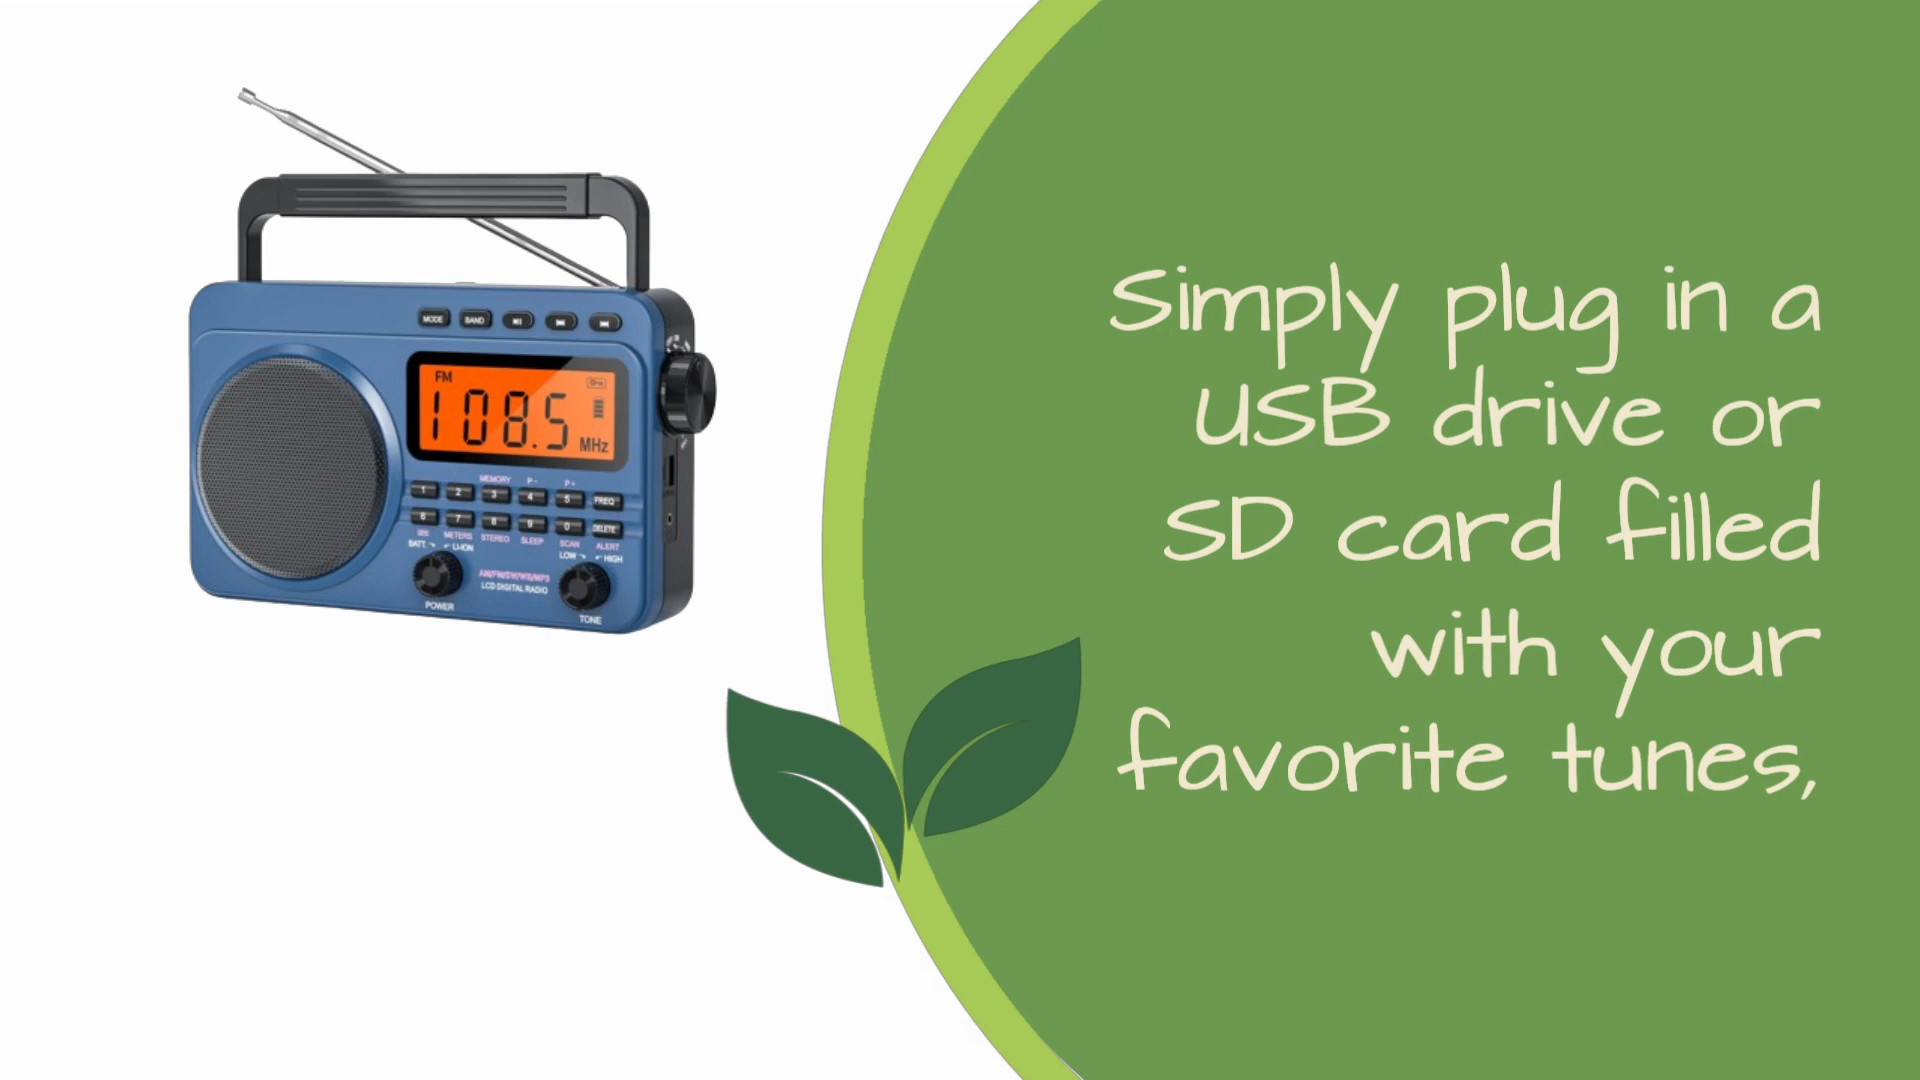 MODE BAND
FM
108.5
MHz
MEMORY P- P+
1 2 3 4 5 FREQ
6 7 8 9 0 DELETE
METERS STEREO SLEEP SCAN ALERT
BATT. LI-ION LOW HIGH
AM/FM/SW/WB/MP3
LCD DIGITAL RADIO
POWER
TONE
Simply plug in a
USB drive or
SD card filled
with your
favorite tunes,